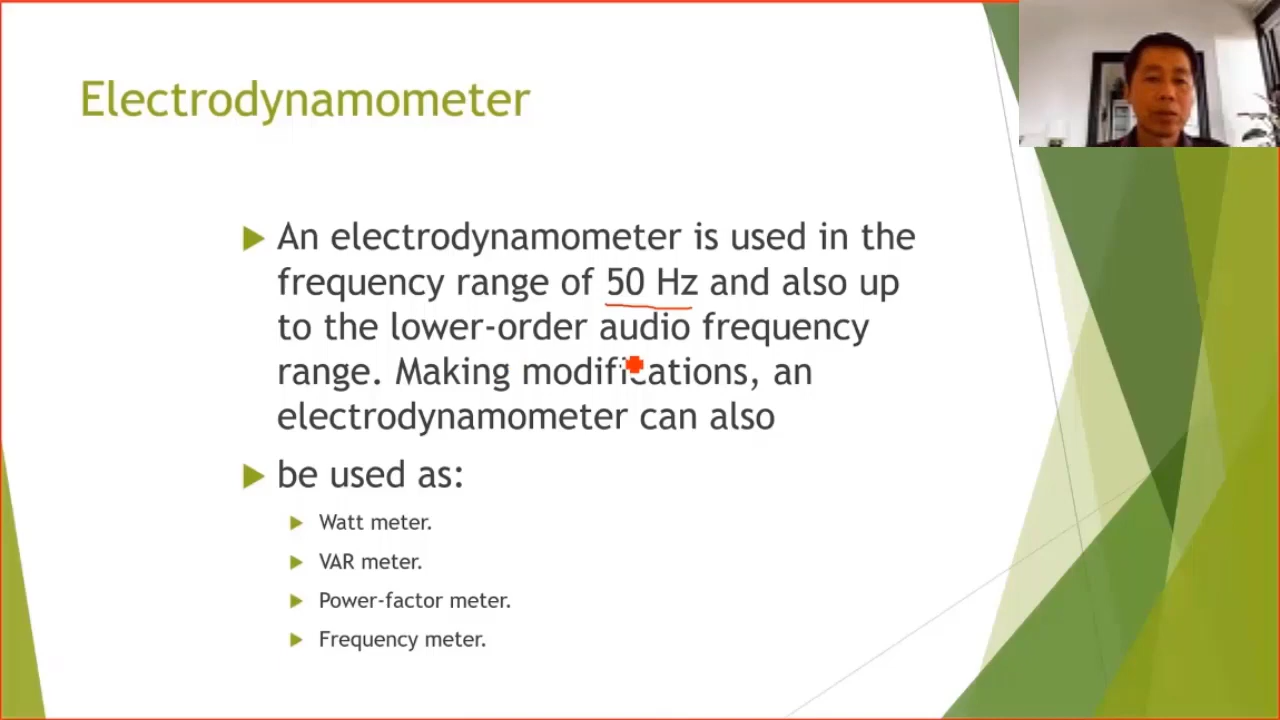 Electrodynamometer
An electrodynamometer is used in the
frequency range of 50 Hz and also up
to the lower-order audio frequency
range. Making modifications, an
electrodynamometer can also
be used as:
Watt meter.
VAR meter.
Power-factor meter.
Frequency meter.